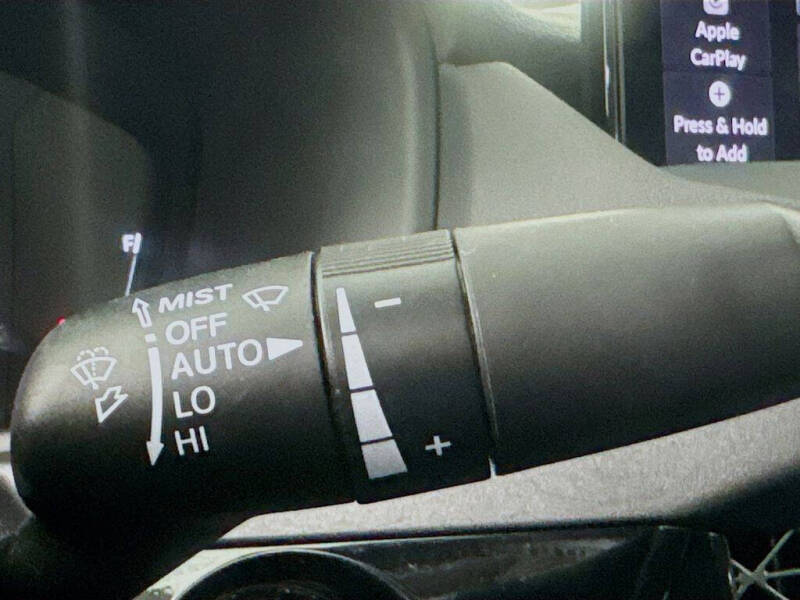 Apple
CarPlay
Press & Hold
to Add
F
MIST
OFF
AUTO
LO
HI
−
+